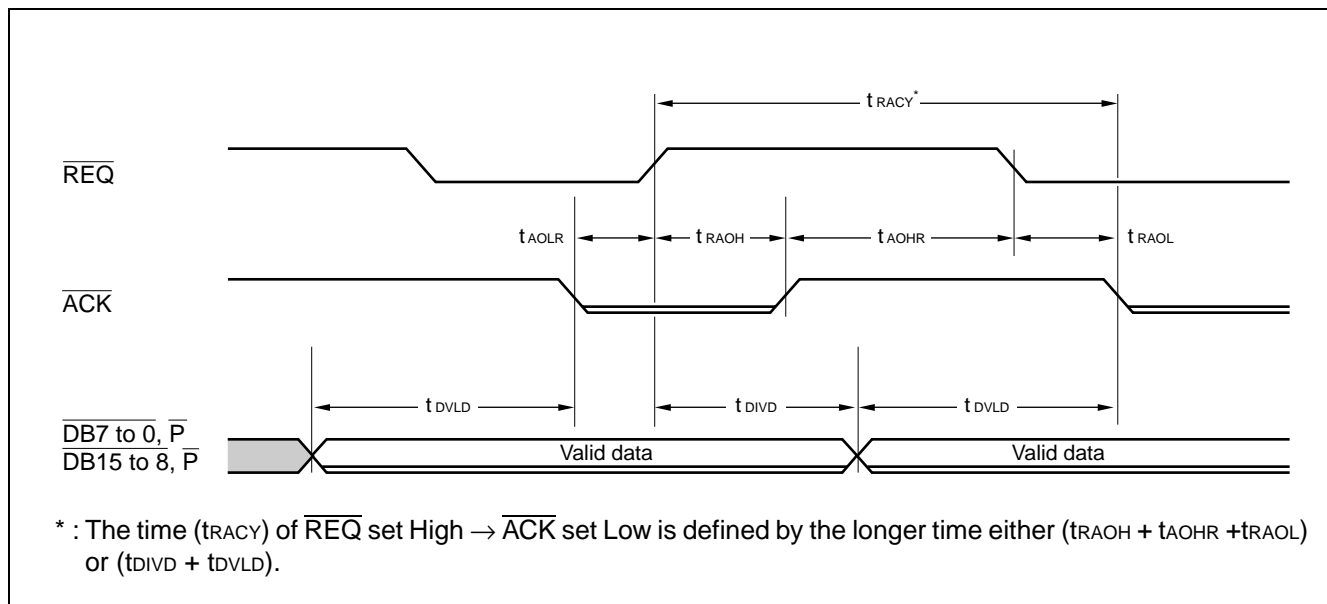 t RACY*
REQ
t AOLR
t RAOH
t AOHR
t RAOL
ACK
t DVLD
t DIVD
t DVLD
DB7 to 0, P
DB15 to 8, P
Valid data
Valid data
* : The time (tRACY) of REQ set High → ACK set Low is defined by the longer time either (tRAOH + tAOHR +tRAOL)
or (tDIVD + tDVLD).